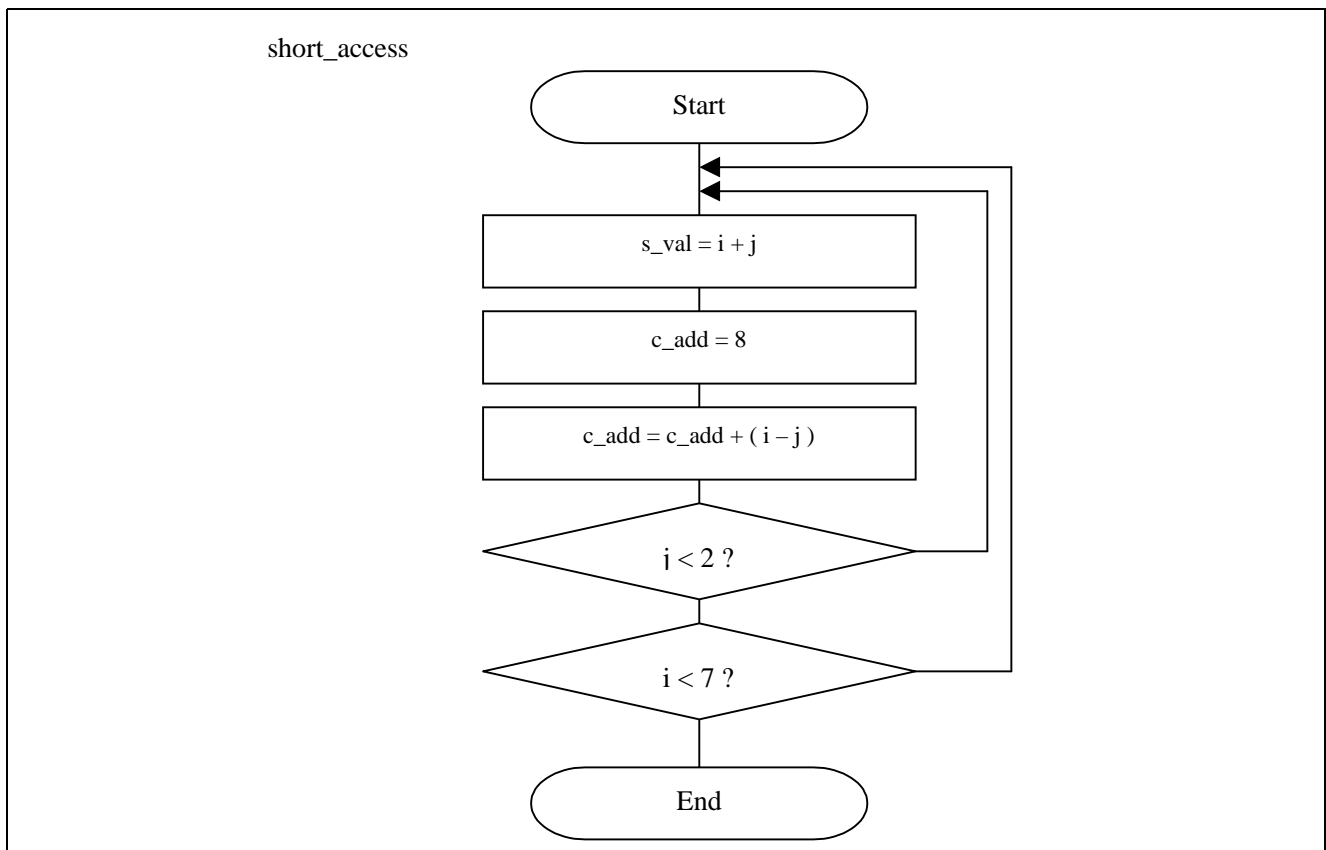 short_access
Start
s_val = i + j
c_add = 8
c_add = c_add + ( i – j )
j < 2 ?
i < 7 ?
End